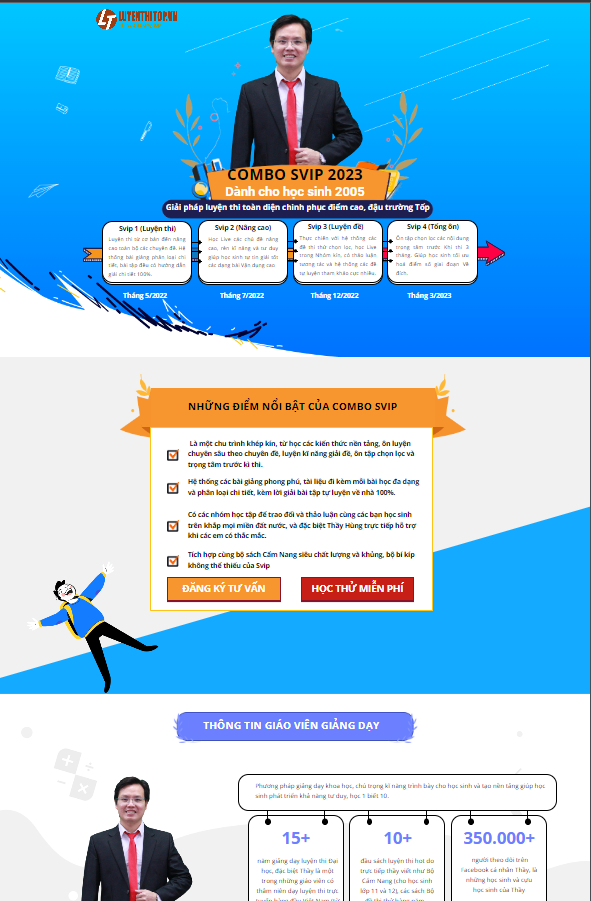 LUYENTHITOP.VN
COMBO SVIP 2023
Dành cho học sinh 2005
Giải pháp luyện thi toàn diện chinh phục điểm cao, đậu trường Tốp
Svip 1 (Luyện thi)
Luyện thi từ cơ bản đến nâng
cao toàn bộ các chuyên đề. Hệ
thống bài giảng phân loại chi
tiết, bài tập đều có hướng dẫn
giải chi tiết 100%.
Svip 2 (Nâng cao)
Học Live các chủ đề nâng
cao, rèn kĩ năng và tư duy
giúp học sinh tự tin giải tốt
các dạng bài Vận dụng cao
Svip 3 (Luyện đề)
Thực chiến với hệ thống các
đề thi thử chọn lọc, học Live
trong Nhóm kín, có thảo luận
tương tác và hệ thống các đề
tự luyện tham khảo cực nhiều.
Svip 4 (Tổng ôn)
Ôn tập chọn lọc các nội dung
trọng tâm trước Khi thi 3
tháng. Giúp học sinh tối ưu
hoá điểm số giai đoạn Về
đích.
Tháng 5/2022
Tháng 7/2022
Tháng 12/2022
Tháng 3/2023
NHỮNG ĐIỂM NỔI BẬT CỦA COMBO SVIP
Là một chu trình khép kín, từ học các kiến thức nền tảng, ôn luyện
chuyên sâu theo chuyên đề, luyện kĩ năng giải đề, ôn tập chọn lọc và
trọng tâm trước kì thi.
Hệ thống các bài giảng phong phú, tài liệu đi kèm mỗi bài học đa dạng
và phân loại chi tiết, kèm lời giải bài tập tự luyện về nhà 100%.
Có các nhóm học tập để trao đổi và thảo luận cùng các bạn học sinh
trên khắp mọi miền đất nước, và đặc biệt Thầy Hùng trực tiếp hỗ trợ
khi các em có thắc mắc.
Tích hợp cùng bộ sách Cẩm Nang siêu chất lượng và khủng, bộ bí kíp
không thể thiếu của Svip
ĐĂNG KÝ TƯ VẤN
HỌC THỬ MIỄN PHÍ
THÔNG TIN GIÁO VIÊN GIẢNG DẠY
Phương pháp giảng dạy khoa học, chú trọng kĩ năng trình bày cho học sinh và tạo nền tảng giúp học
sinh phát triển khả năng tư duy, học 1 biết 10.
15+
năm giảng dạy luyện thi Đại
học, đặc biệt Thầy là một
trong những giáo viên có
thâm niên dạy luyện thi trực
10+
đầu sách luyện thi hot do
trực tiếp thầy viết như Bộ
Cẩm Nang (cho học sinh
lớp 11 và 12), các sách Bộ
350.000+
người theo dõi trên
Facebook cá nhân Thầy, là
những học sinh và cựu
học sinh của Thầy